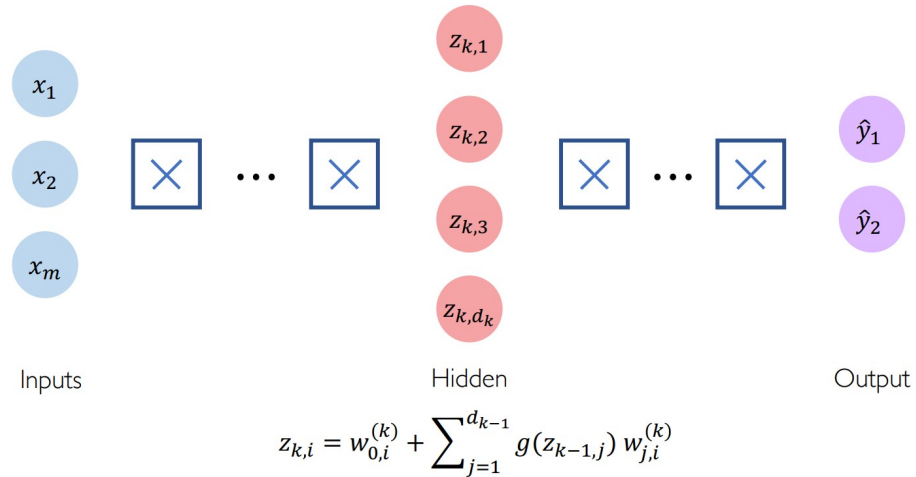 x₁
x₂
xₘ
...
z_{k,1}
z_{k,2}
z_{k,3}
z_{k,d_k}
...
ŷ₁
ŷ₂
Inputs
Hidden
Output
z_{k,i} = w_{0,i}^{(k)} + ∑_{j=1}^{d_{k-1}} g(z_{k-1,j}) w_{j,i}^{(k)}